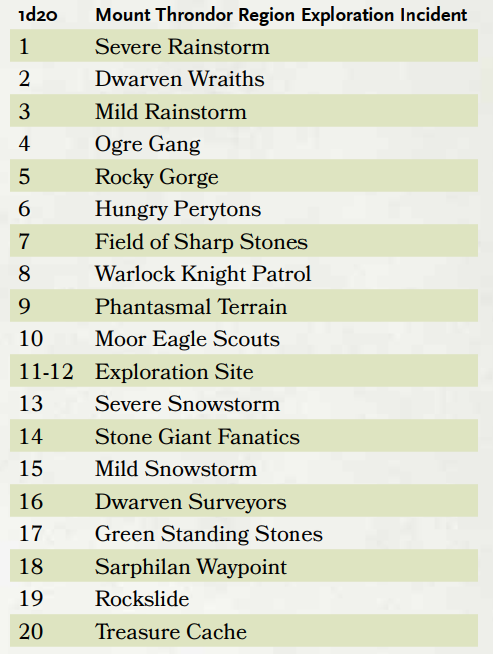 1d20 Mount Throndor Region Exploration Incident
1 Severe Rainstorm
2 Dwarven Wraiths
3 Mild Rainstorm
4 Ogre Gang
5 Rocky Gorge
6 Hungry Perytons
7 Field of Sharp Stones
8 Warlock Knight Patrol
9 Phantasmal Terrain
10 Moor Eagle Scouts
11-12 Exploration Site
13 Severe Snowstorm
14 Stone Giant Fanatics
15 Mild Snowstorm
16 Dwarven Surveyors
17 Green Standing Stones
18 Sarphilan Waypoint
19 Rockslide
20 Treasure Cache